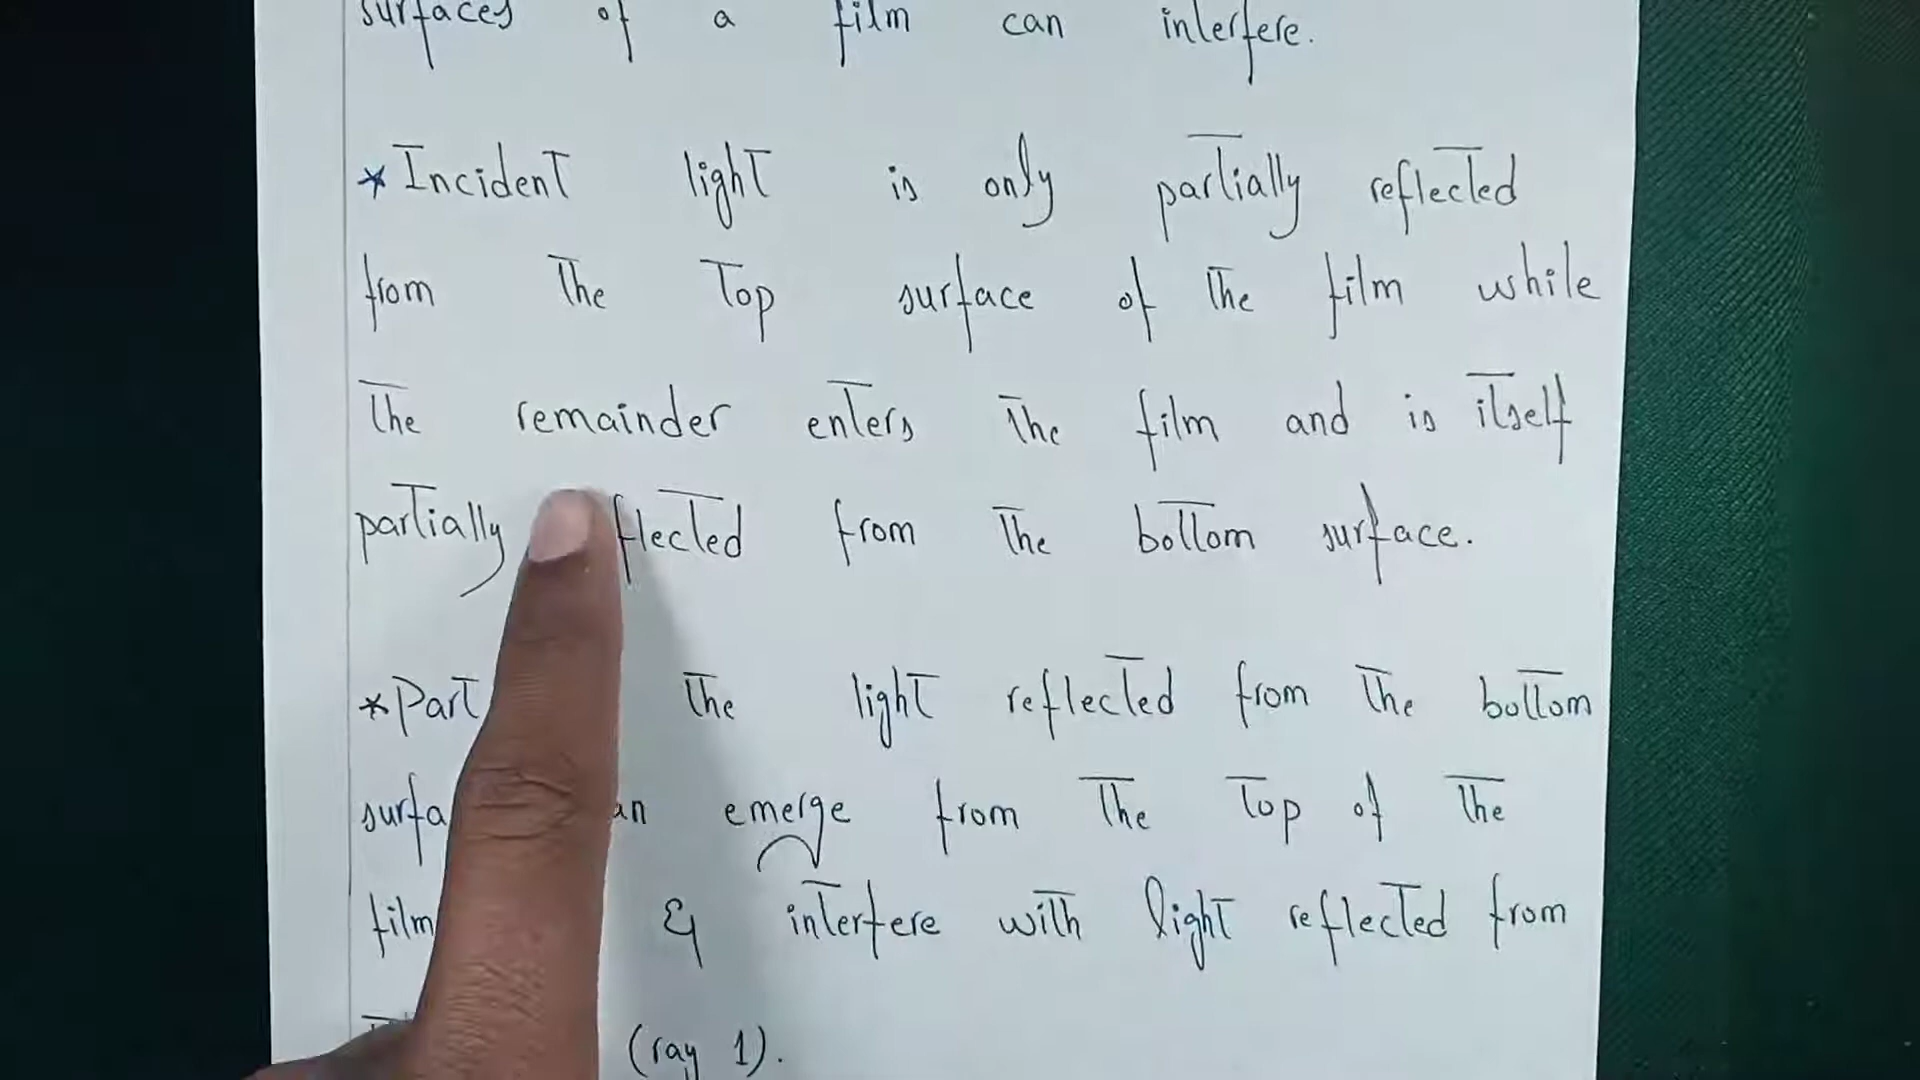 surfaces of a film can interfere.
* Incident light is only partially reflected
from the top surface of the film while
the remainder enters the film and is itself
partially flected from the bottom surface.
* Part the light reflected from the bottom
surfa an emerge from the top of the
film & interfere with light reflected from
(ray 1).